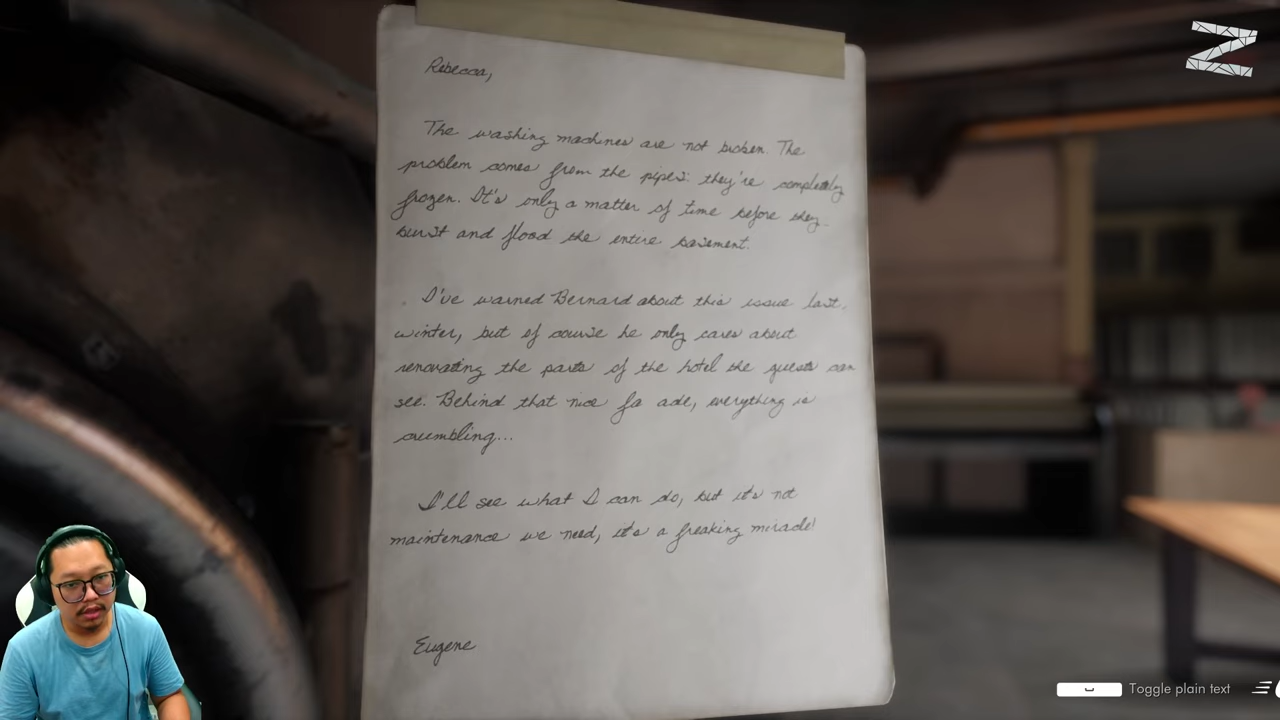 Rebecca,
The washing machines are not broken. The
problem comes from the pipes: they're completely
frozen. It's only a matter of time before they
burst and flood the entire basement.
I've warned Bernard about this issue last
winter, but of course he only cares about
renovating the parts of the hotel the guests can
see. Behind that nice fa ade, everything is
crumbling...
I'll see what I can do, but it's not
maintenance we need, it's a freaking miracle!
Eugene
Toggle plain text
Z